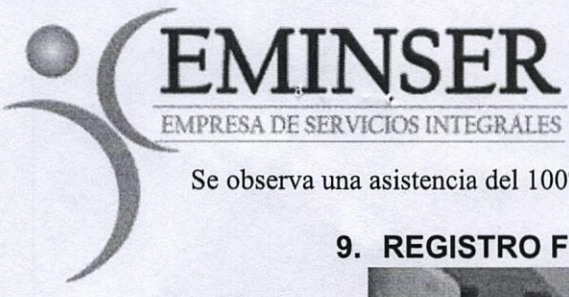 EMINSER
EMPRESA DE SERVICIOS INTEGRALES
Se observa una asistencia del 100
9. REGISTRO F